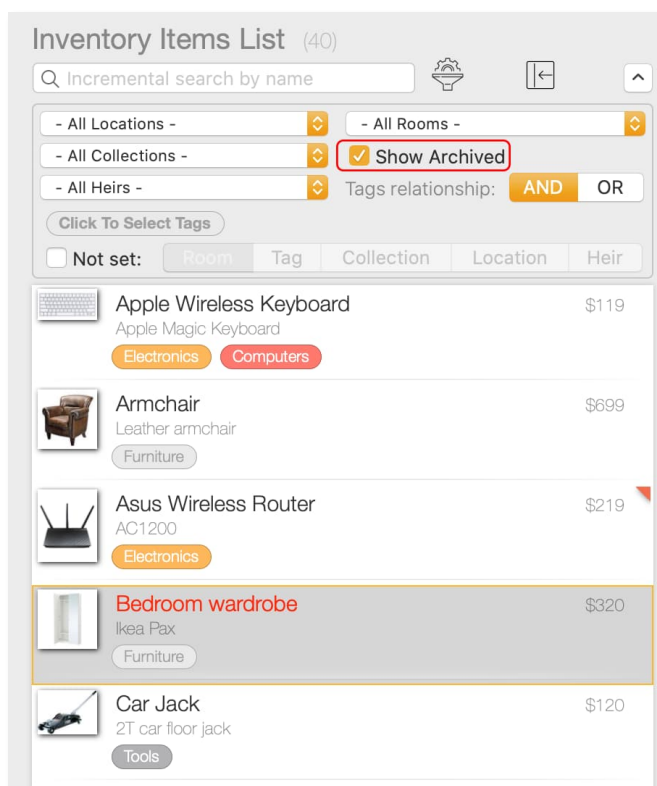 Inventory Items List (40)
Incremental search by name
- All Locations - - All Rooms -
- All Collections - Show Archived
- All Heirs - Tags relationship: AND OR
Click To Select Tags
Not set: Room Tag Collection Location Heir
Apple Wireless Keyboard $119
Apple Magic Keyboard
Electronics Computers
Armchair $699
Leather armchair
Furniture
Asus Wireless Router $219
AC1200
Electronics
Bedroom wardrobe $320
Ikea Pax
Furniture
Car Jack $120
2T car floor jack
Tools